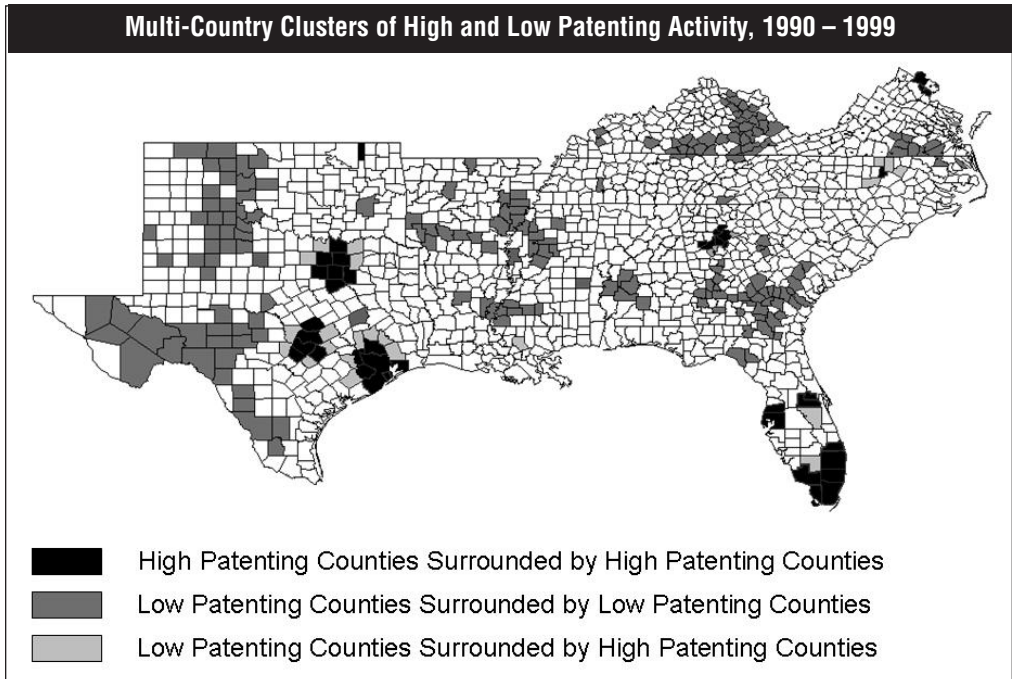 Multi-Country Clusters of High and Low Patenting Activity, 1990 – 1999
High Patenting Counties Surrounded by High Patenting Counties
Low Patenting Counties Surrounded by Low Patenting Counties
Low Patenting Counties Surrounded by High Patenting Counties